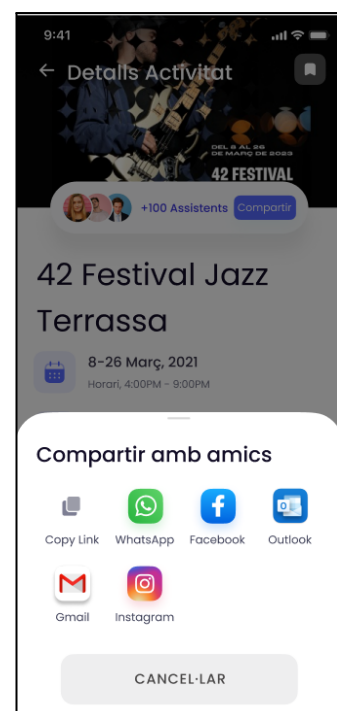 9:41
Detalls Activitat
DEL 8 AL 26
DE MARÇ DE 2023
42 FESTIVAL
+100 Assistents
Compartir
42 Festival Jazz
Terrassa
8-26 Març, 2021
Horari, 4:00PM - 9:00PM
Compartir amb amics
Copy Link
WhatsApp
Facebook
Outlook
Gmail
Instagram
CANCEL·LAR